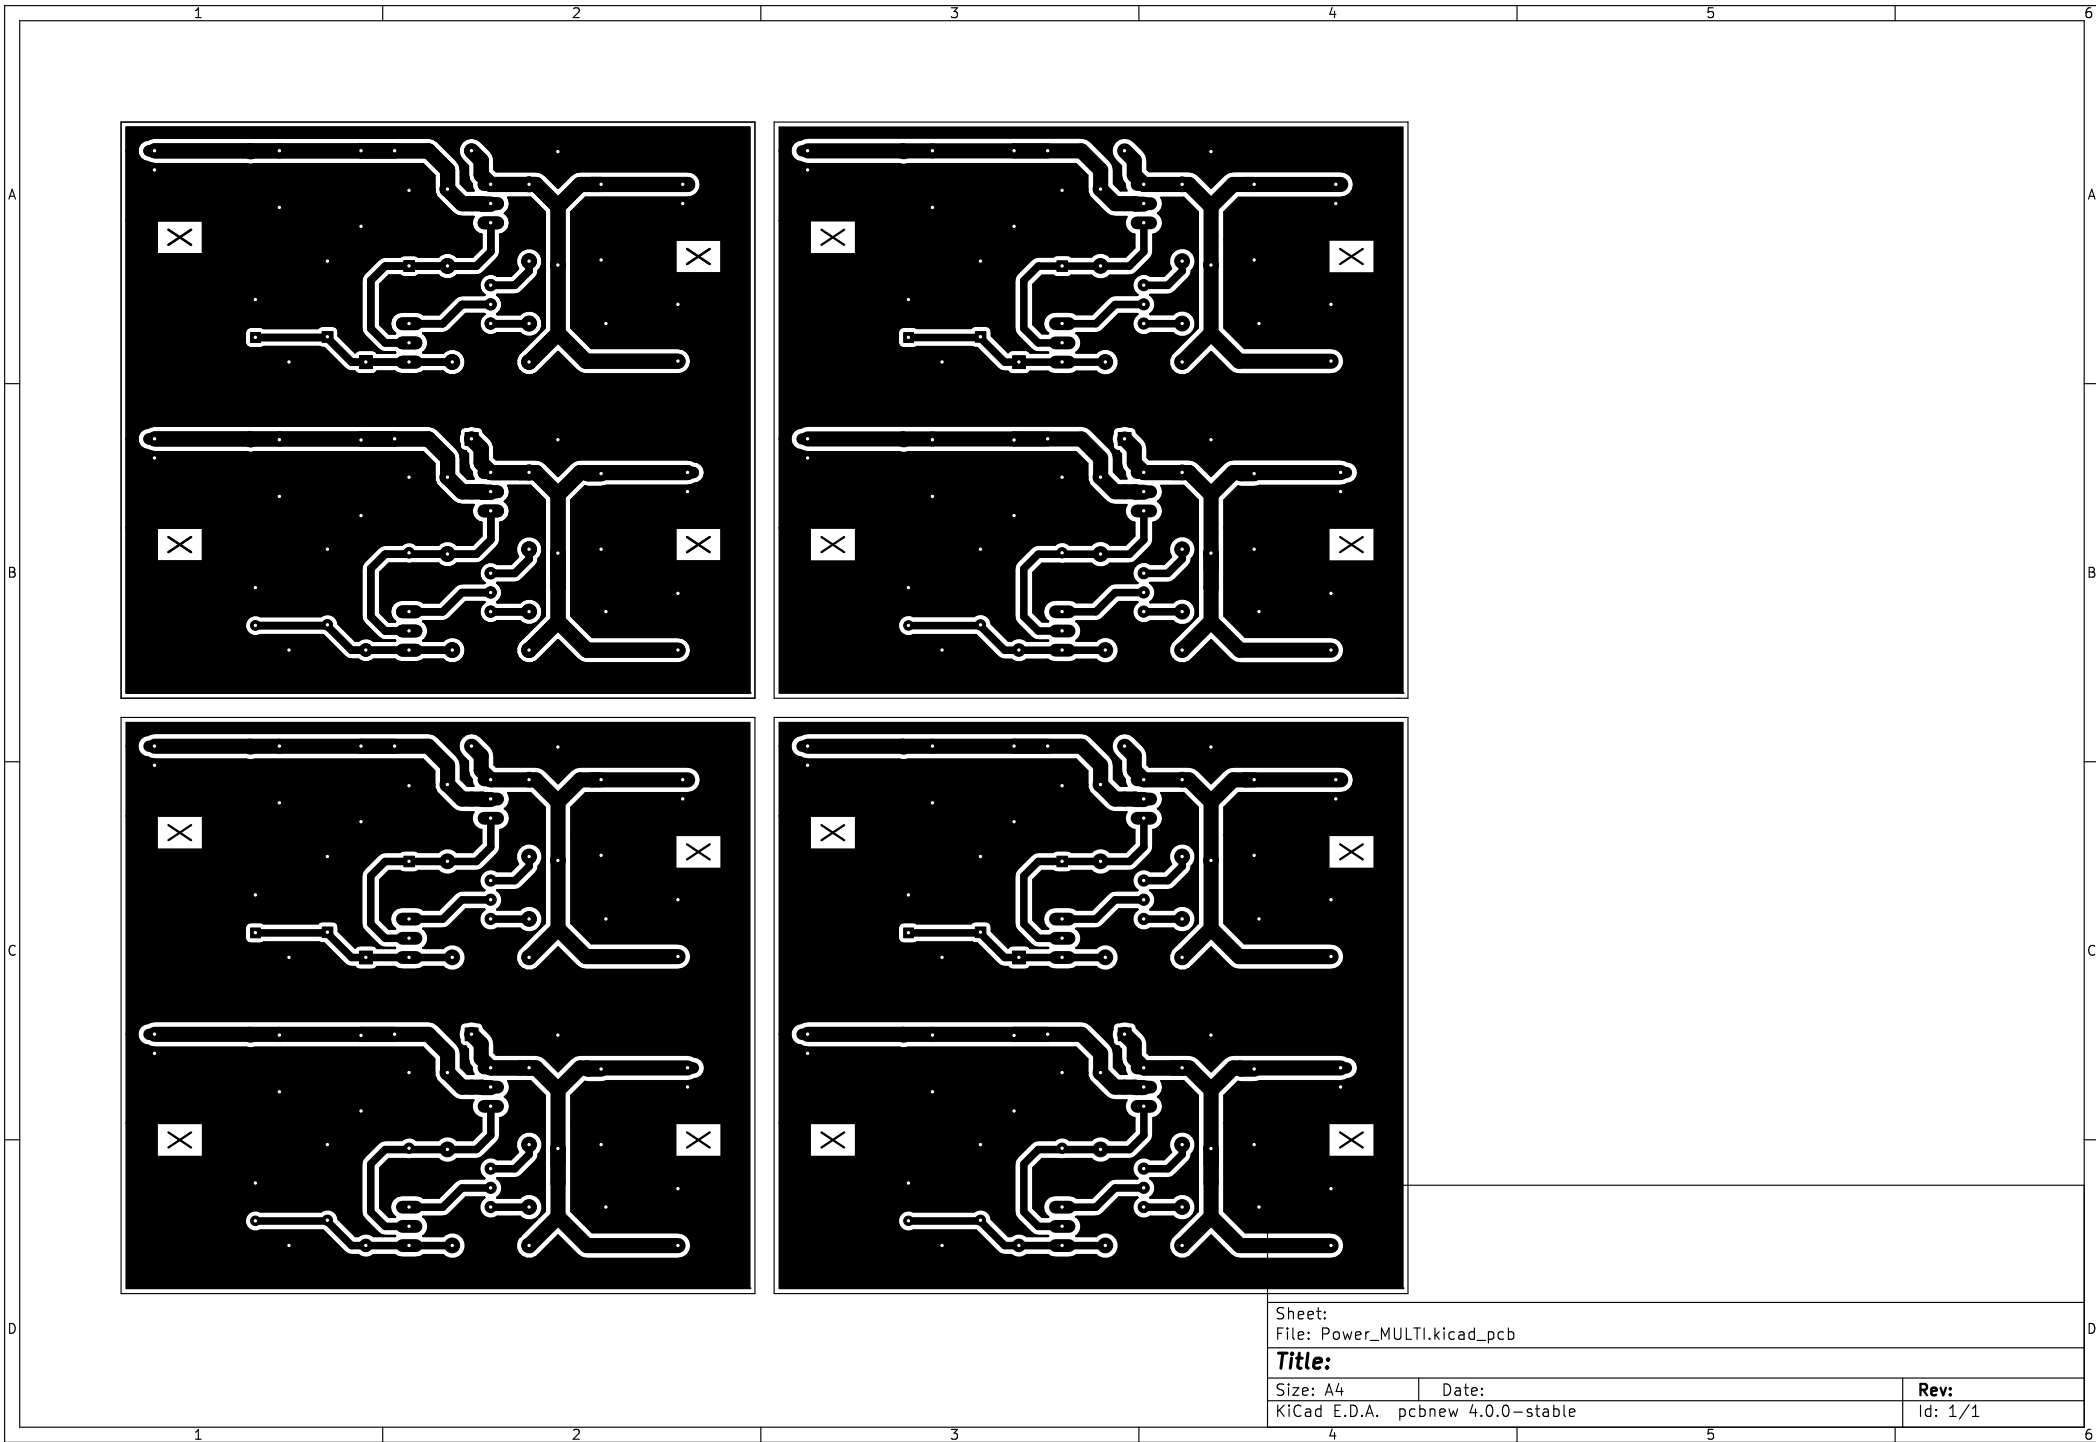 1 2 3 4 5 6
A A
B B
C C
D D
Sheet:
File: Power_MULTI.kicad_pcb
Title:
Size: A4 Date: Rev:
KiCad E.D.A. pcbnew 4.0.0-stable Id: 1/1
1 2 3 4 5 6